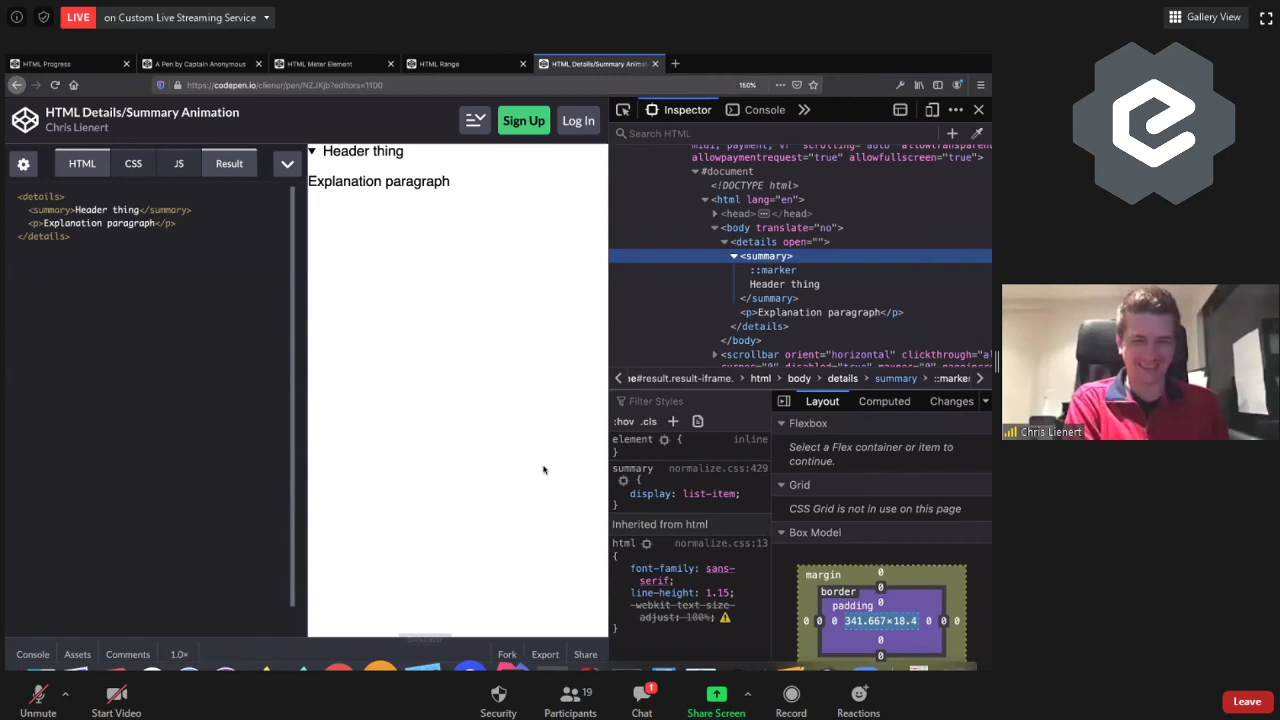 LIVE on Custom Live Streaming Service
Gallery View
HTML Progress
A Pen by Captain Anonymous
HTML Meter Element
HTML Range
HTML Details/Summary Anim
https://codepen.io/cliener/pen/NZJKjb?editors=1100
150%
HTML Details/Summary Animation
Chris Lienert
Sign Up
Log In
HTML
CSS
JS
Result
<details>
<summary>Header thing</summary>
<p>Explanation paragraph</p>
</details>
Header thing
Explanation paragraph
Inspector
Console
Search HTML
allowpaymentrequest="true" allowfullscreen="true">
#document
<!DOCTYPE html>
<html lang="en">
<head> </head>
<body translate="no">
<details open="">
<summary>
::marker
Header thing
</summary>
<p>Explanation paragraph</p>
</details>
</body>
<scrollbar orient="horizontal" clickthrough="al
ne#result.result-iframe.
html
body
details
summary
::marke
Filter Styles
Layout
Computed
Changes
:hov .cls
element { inline
}
summary normalize.css:429
{
display: list-item;
}
Inherited from html
html normalize.css:13
{
font-family: sans-
serif;
line-height: 1.15;
-webkit-text-size-
adjust: 100%;
}
Flexbox
Select a Flex container or item to
continue.
Grid
CSS Grid is not in use on this page
Box Model
margin 0
border 0
padding 0
0 0 0 341.667×18.4 0 0 0
0
0
Console
Assets
Comments
1.0×
Fork
Export
Share
Chris Lienert
Unmute
Start Video
Security
Participants 19
Chat 1
Share Screen
Record
Reactions
Leave